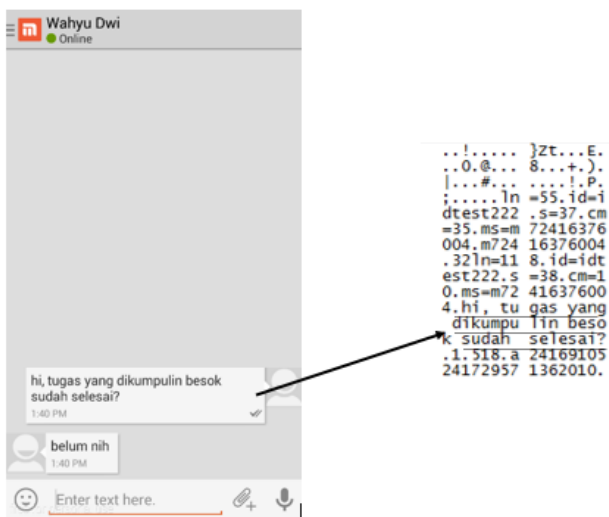 Wahyu Dwi
Online
hi, tugas yang dikumpulin besok
sudah selesai?
1:40 PM
belum nih
1:40 PM
Enter text here.
..!..... }Zt...E.
..O.@... 8...+.).
|...#... ....!.P.
;.....ln =55.id=i
dtest222 .s=37.cm
=35.ms=m 72416376
004.m724 16376004
.32ln=11 8.id=idt
est222.s =38.cm=1
0.ms=m72 41637600
4.hi, tu gas yang
dikumpu lin beso
k sudah selesai?
.1.518.a 24169105
24172957 1362010.